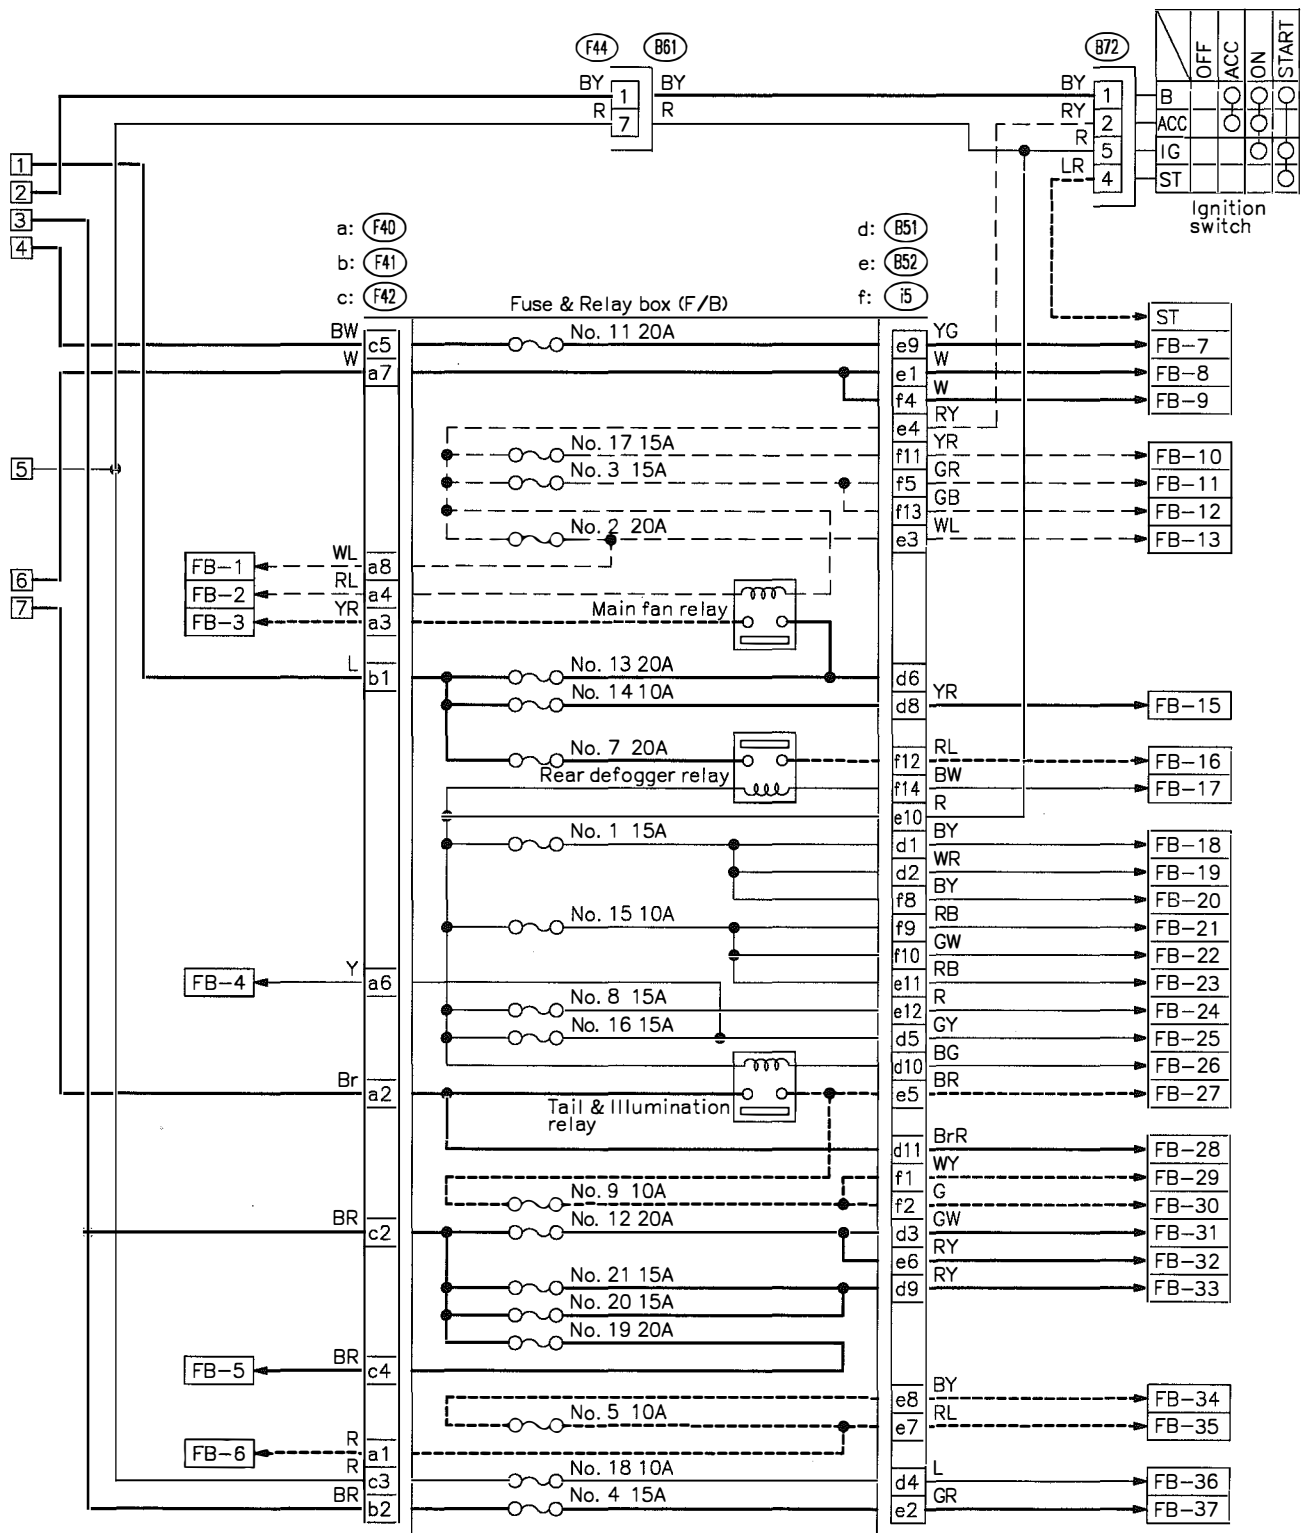 F44 B61 B72
OFF ACC ON START
BY 1 BY BY 1 B
R 7 R RY 2 ACC
R 5 IG
LR 4 ST
Ignition
switch
1
2
3
4
a: F40 d: B51
b: F41 e: B52
c: F42 f: i5
Fuse & Relay box (F/B)
ST
BW c5 No. 11 20A e9 YG FB-7
W a7 e1 W FB-8
f4 W FB-9
e4 RY
No. 17 15A f11 YR FB-10
5 No. 3 15A f5 GR FB-11
f13 GB FB-12
No. 2 20A e3 WL FB-13
FB-1 WL a8
6 FB-2 RL a4
7 FB-3 YR a3 Main fan relay
L b1 No. 13 20A d6
No. 14 10A d8 YR FB-15
No. 7 20A f12 RL FB-16
Rear defogger relay f14 BW FB-17
e10 R
No. 1 15A d1 BY FB-18
d2 WR FB-19
f8 BY FB-20
No. 15 10A f9 RB FB-21
f10 GW FB-22
FB-4 Y a6 e11 RB FB-23
No. 8 15A e12 R FB-24
No. 16 15A d5 GY FB-25
d10 BG FB-26
Br a2 e5 BR FB-27
Tail & Illumination
relay
d11 BrR FB-28
f1 WY FB-29
No. 9 10A f2 G FB-30
BR c2 No. 12 20A d3 GW FB-31
e6 RY FB-32
No. 21 15A d9 RY FB-33
No. 20 15A
No. 19 20A
FB-5 BR c4
e8 BY FB-34
No. 5 10A e7 RL FB-35
FB-6 R a1
R c3 No. 18 10A d4 L FB-36
BR b2 No. 4 15A e2 GR FB-37